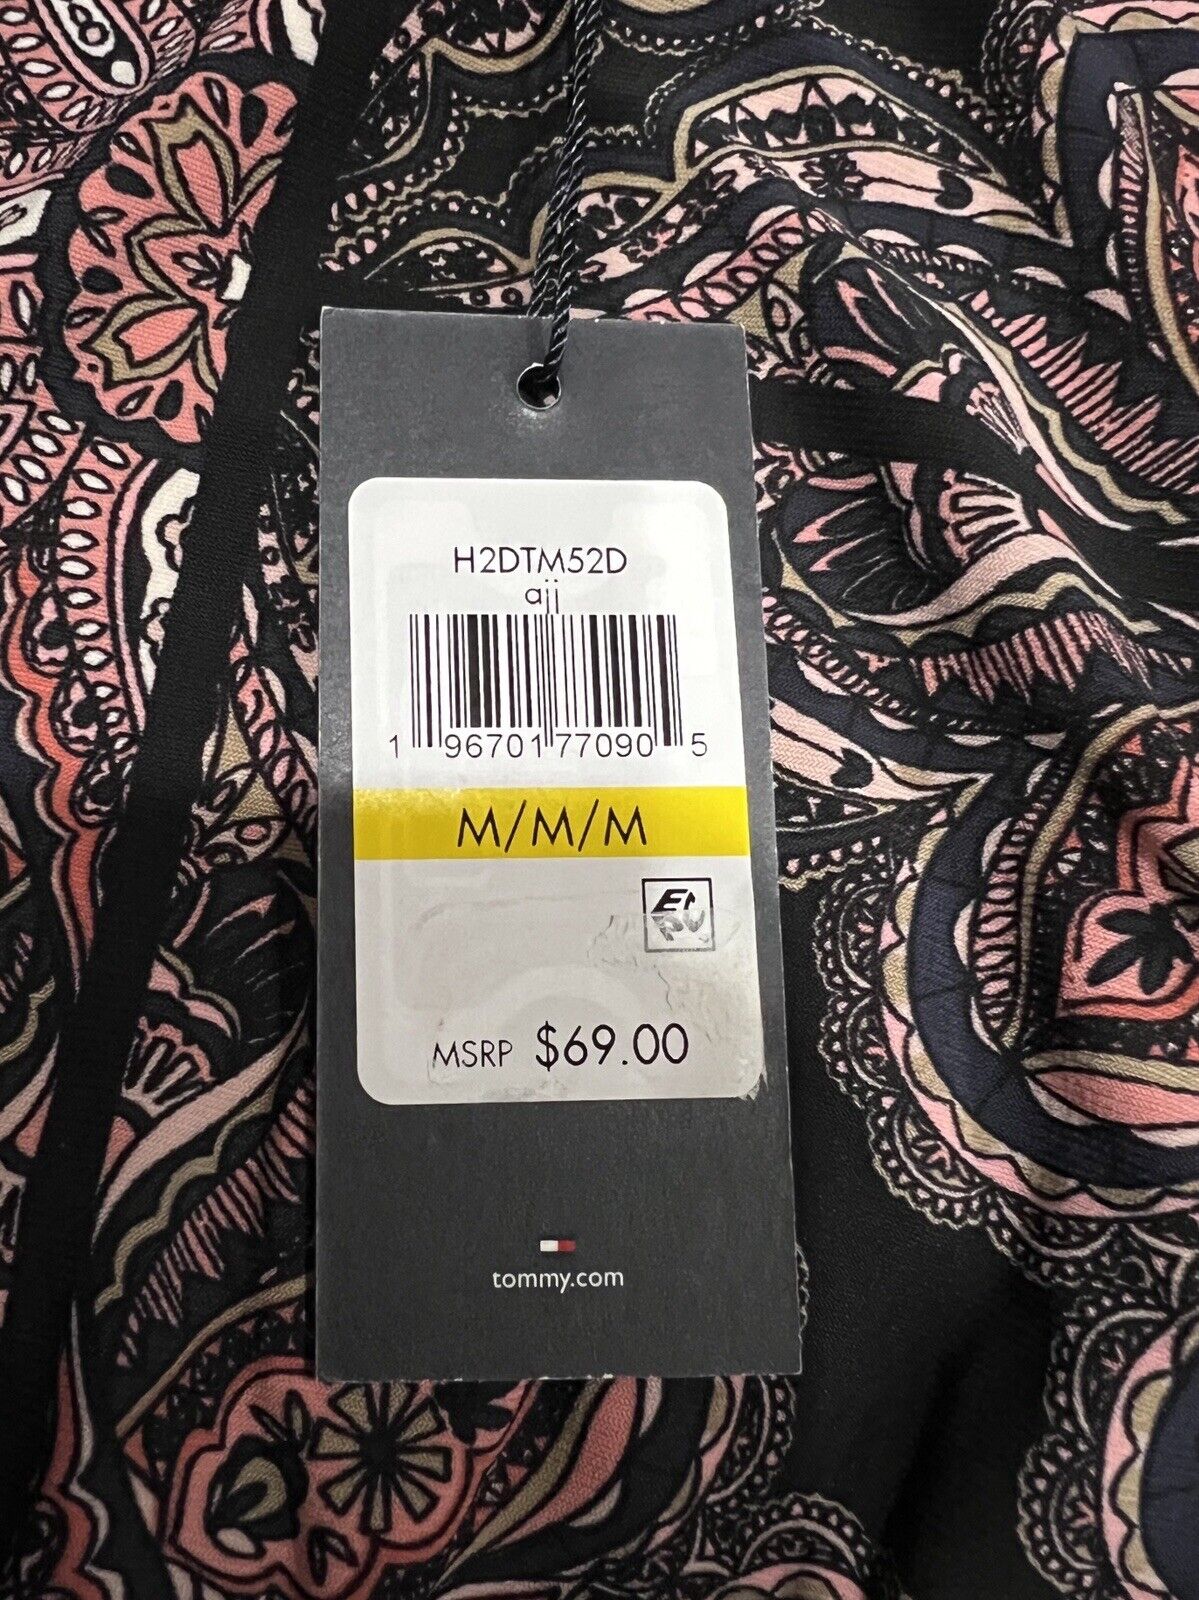 H2DTM52D
ajj
1 96701 77090 5
M/M/M
MSRP $69.00
tommy.com